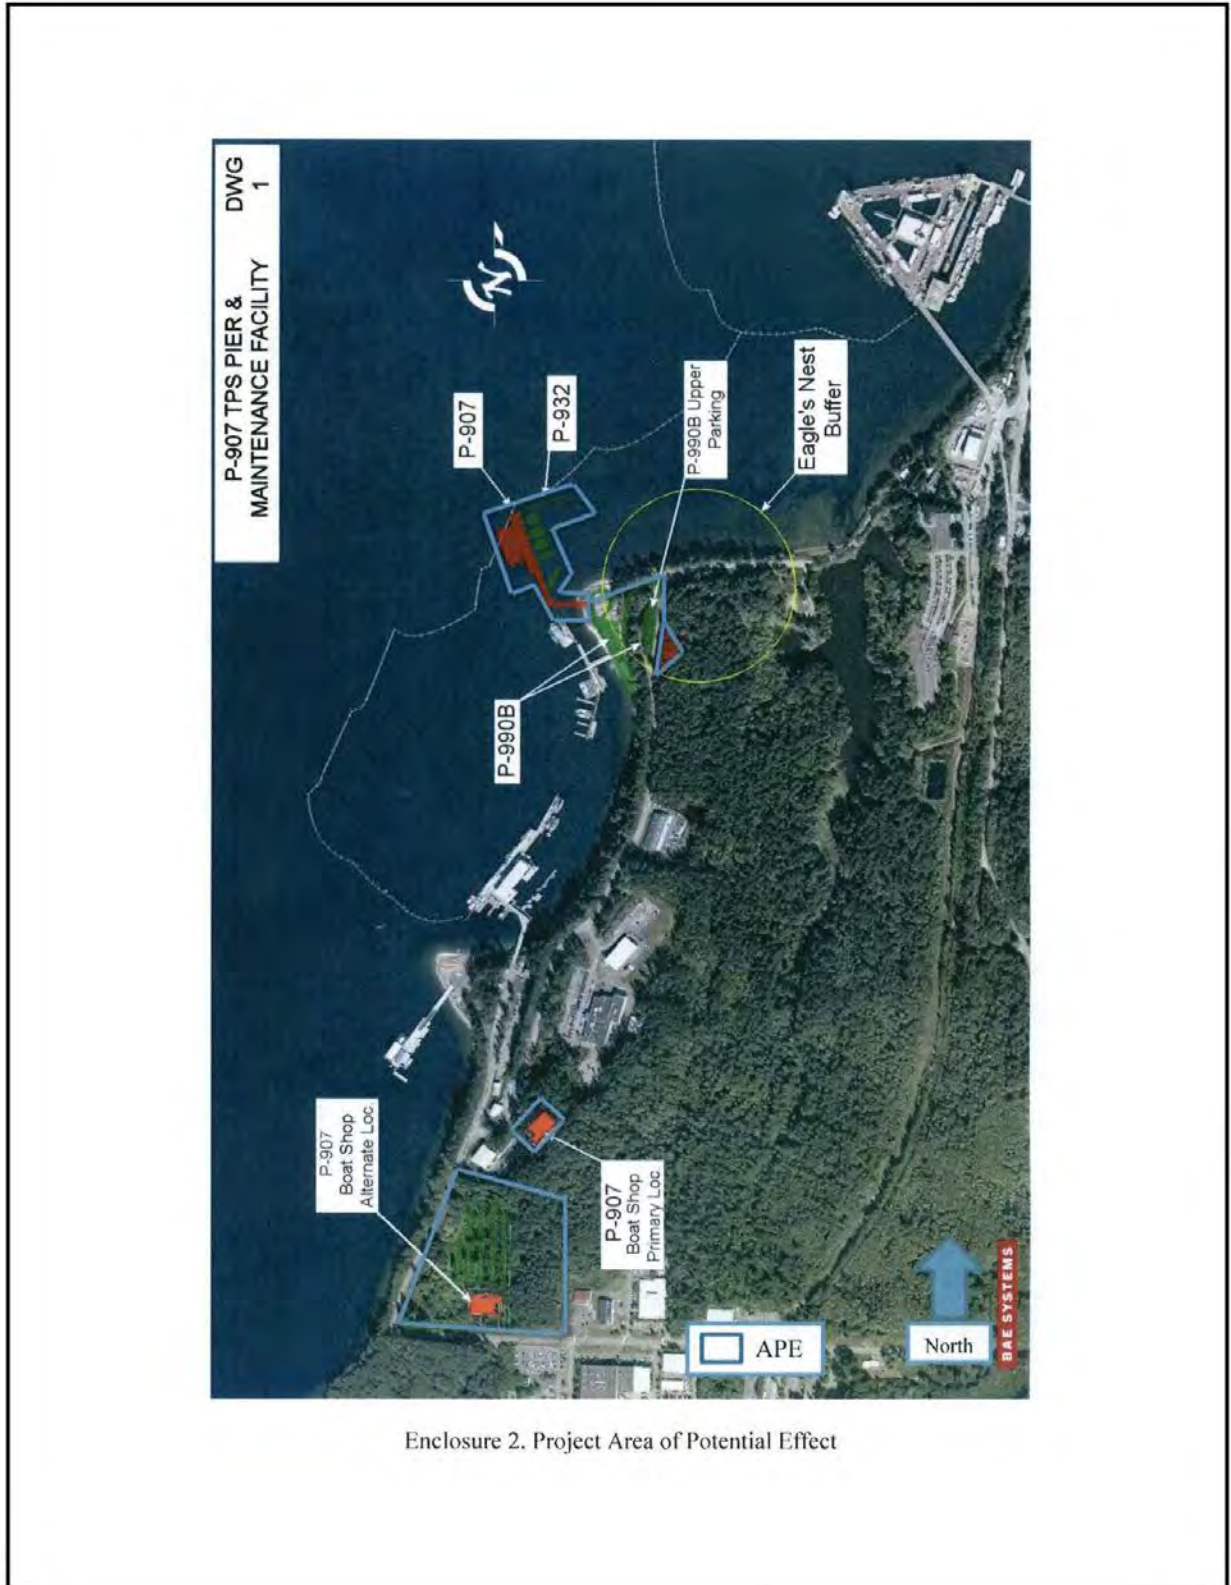 P-907 TPS PIER & DWG
MAINTENANCE FACILITY 1
N
P-907
P-932
P-990B Upper
Parking
Eagle's Nest
Buffer
P-990B
P-907
Boat Shop
Alternate Loc.
P-907
Boat Shop
Primary Loc.
APE
North
BAE SYSTEMS
Enclosure 2. Project Area of Potential Effect